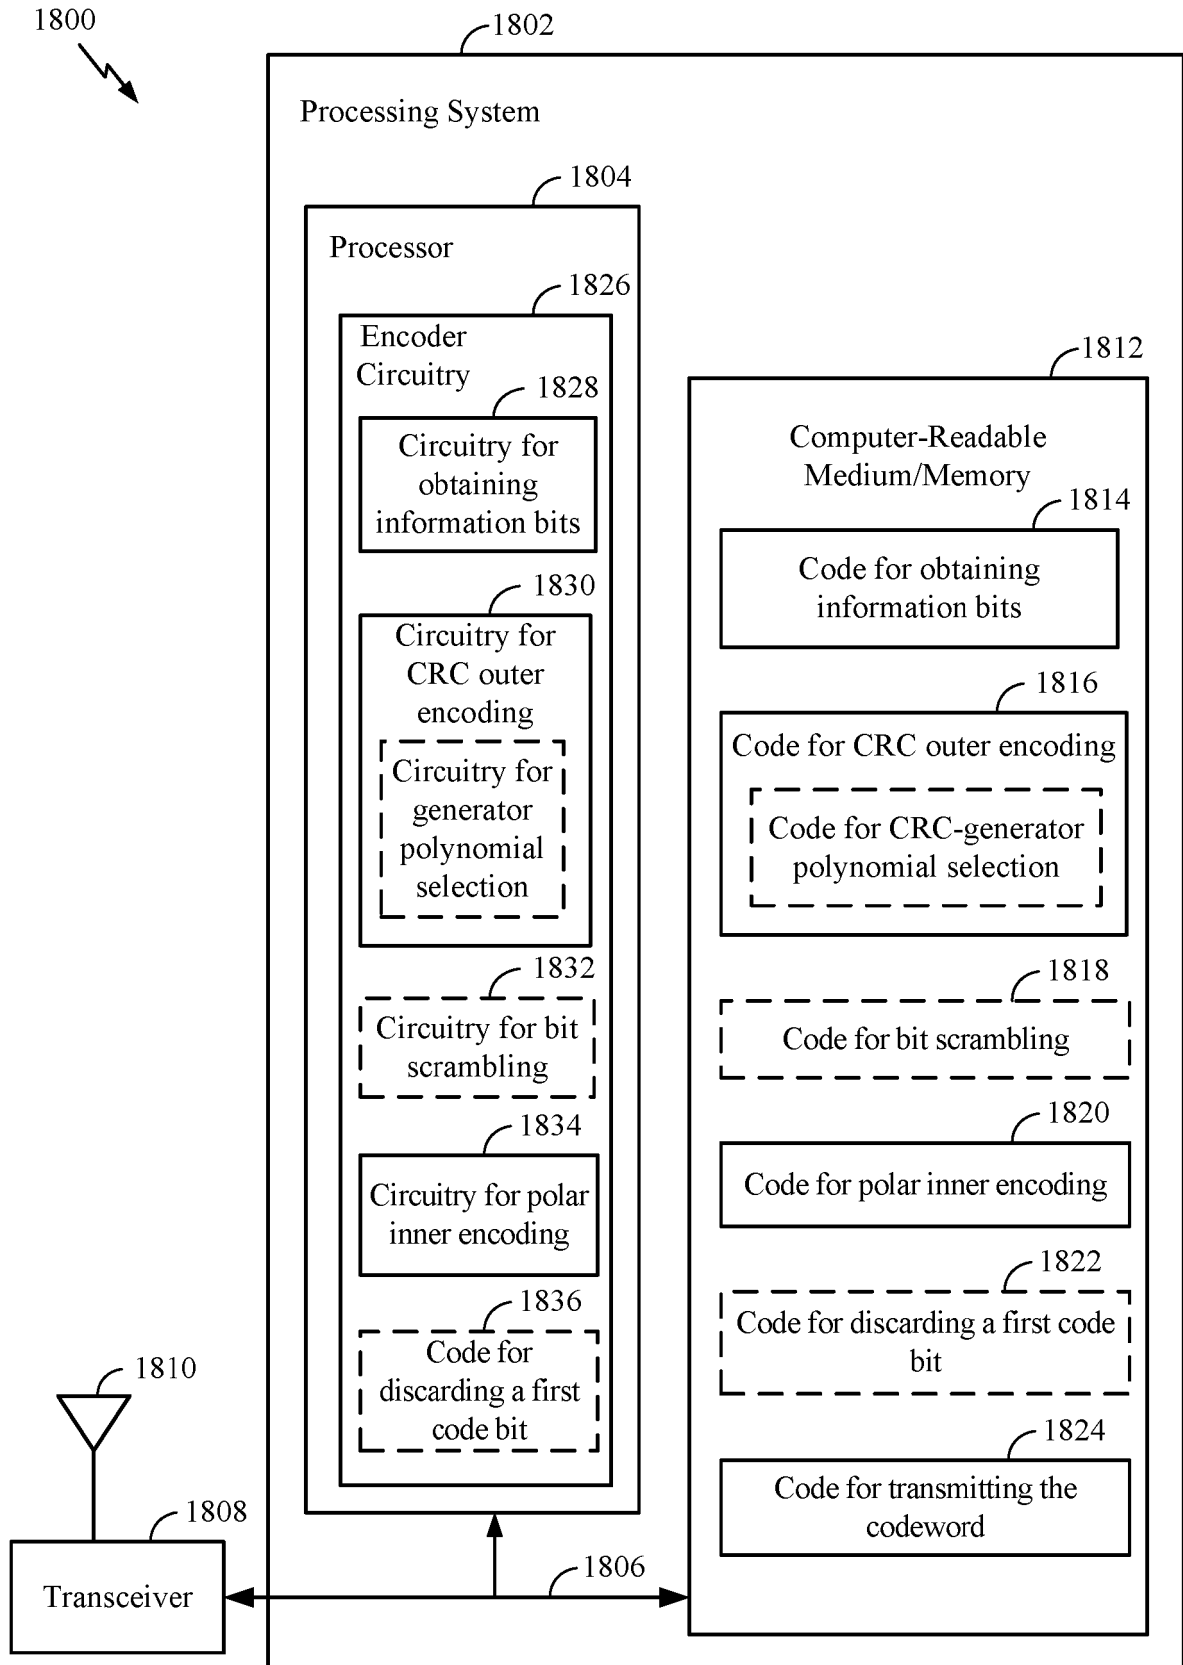 1800
1802
Processing System
1804
Processor
1826
Encoder
Circuitry
1828
Circuitry for
obtaining
information bits
1830
Circuitry for
CRC outer
encoding
Circuitry for
generator
polynomial
selection
1832
Circuitry for bit
scrambling
1834
Circuitry for polar
inner encoding
1836
Code for
discarding a first
code bit
1812
Computer-Readable
Medium/Memory
1814
Code for obtaining
information bits
1816
Code for CRC outer encoding
Code for CRC-generator
polynomial selection
1818
Code for bit scrambling
1820
Code for polar inner encoding
1822
Code for discarding a first code
bit
1824
Code for transmitting the
codeword
1810
1808
Transceiver
1806